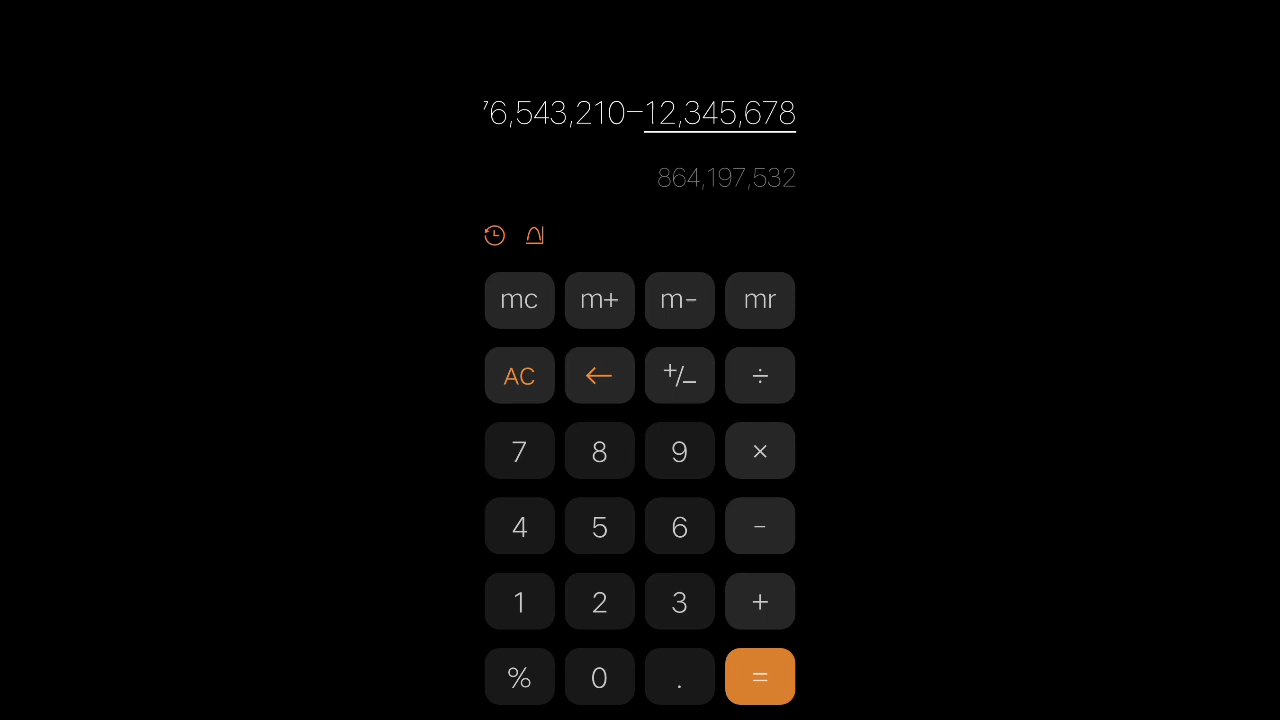 76,543,210−12,345,678
864,197,532
mc m+ m- mr
AC ← +/− ÷
7 8 9 ×
4 5 6 −
1 2 3 +
% 0 . =